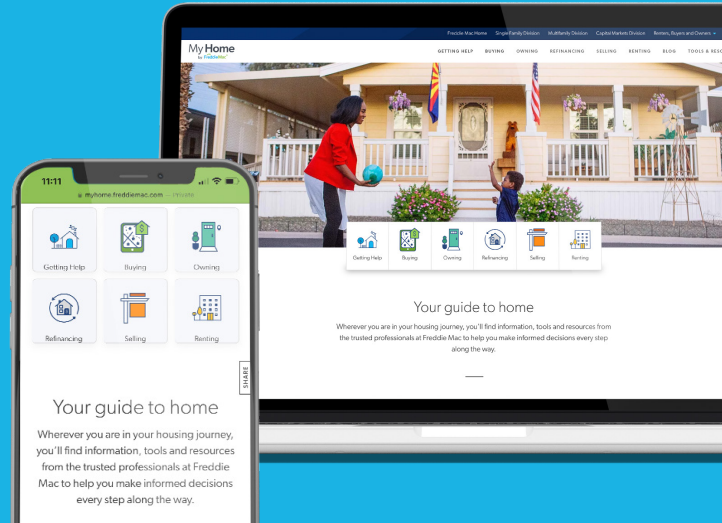 Freddie Mac Home Single-Family Division Multifamily Division Capital Markets Division Renters, Buyers and Owners
My Home
by FreddieMac
GETTING HELP BUYING OWNING REFINANCING SELLING RENTING BLOG TOOLS & RESO
Getting Help Buying Owning Refinancing Selling Renting
Your guide to home
Wherever you are in your housing journey, you'll find information, tools and resources from
the trusted professionals at Freddie Mac to help you make informed decisions every step
along the way.
11:11
myhome.freddiemac.com — Private
Getting Help Buying Owning
Refinancing Selling Renting
SHARE
Your guide to home
Wherever you are in your housing journey,
you'll find information, tools and resources
from the trusted professionals at Freddie
Mac to help you make informed decisions
every step along the way.